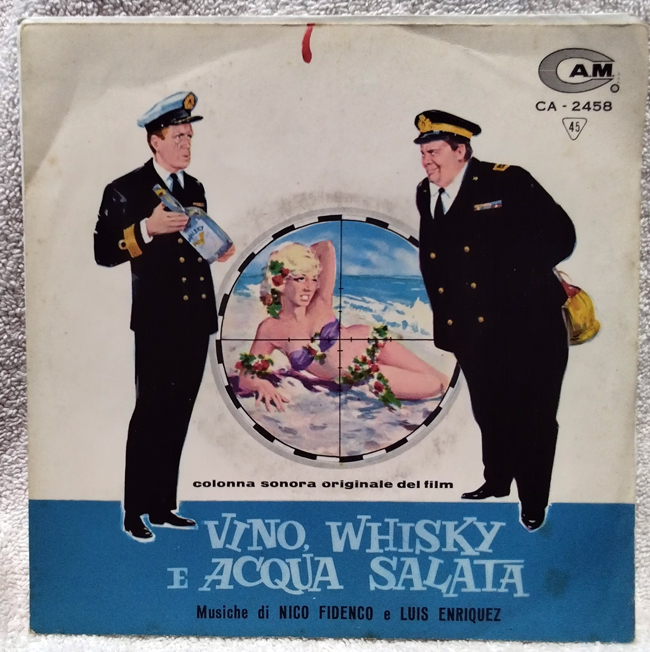 CAM
CA - 2458
45
colonna sonora originale del film
VINO, WHISKY
E ACQUA SALATA
Musiche di NICO FIDENCO e LUIS ENRIQUEZ